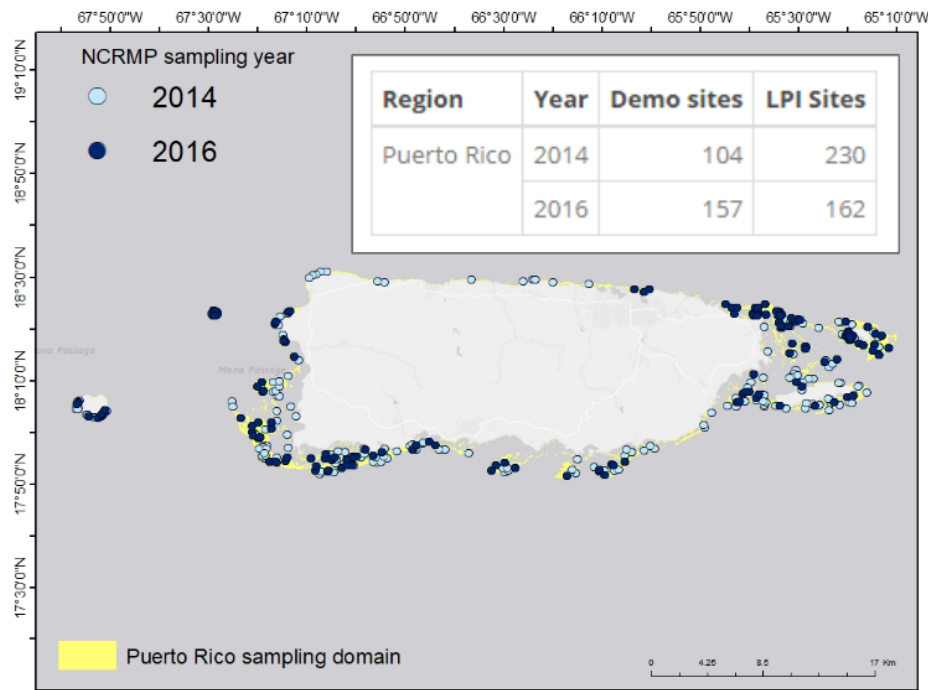 67°50'0"W 67°30'0"W 67°10'0"W 66°50'0"W 66°30'0"W 66°10'0"W 65°50'0"W 65°30'0"W 65°10'0"W
NCRMP sampling year
2014
2016
Region Year Demo sites LPI Sites
Puerto Rico 2014 104 230
2016 157 162
19°10'0"N
18°50'0"N
18°30'0"N
18°10'0"N
17°50'0"N
17°30'0"N
Mona Passage
Mona Passage
Puerto Rico sampling domain
0 4.25 8.5 17 Km